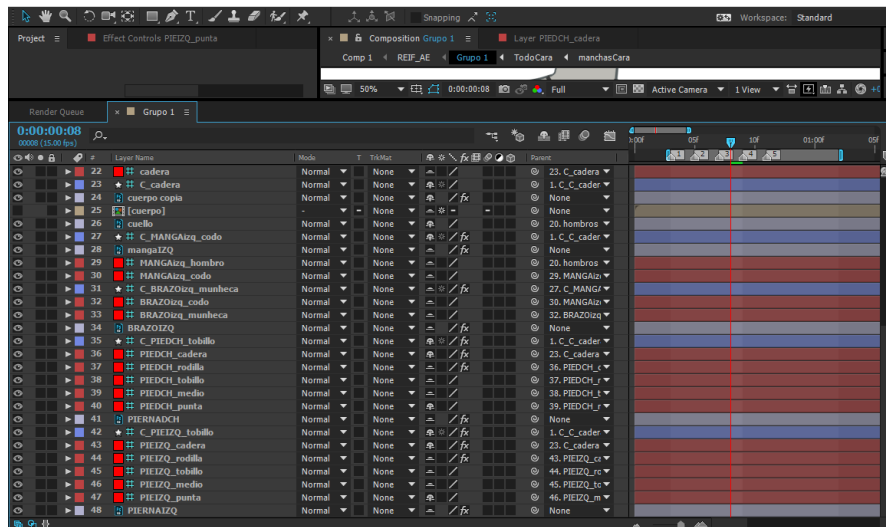 Snapping
Workspace: Standard
Project
Effect Controls PIEIZQ_punta
Composition Grupo 1
Layer PIEDCH_cadera
Comp 1
REIF_AE
Grupo 1
TodoCara
manchasCara
50%
0:00:00:08
Full
Active Camera
1 View
Render Queue
Grupo 1
0:00:00:08
00008 (15.00 fps)
05f 10f 01:00f 05f
# Layer Name Mode T TrkMat Parent
1 2 3 4 5
22 cadera Normal None 23. C_cadera
23 C_cadera Normal None 1. C_C_cader
24 cuerpo copia Normal None None
25 [cuerpo] - None None
26 cuello Normal None 20. hombros
27 C_MANGAizq_codo Normal None 1. C_C_cader
28 mangaIZQ Normal None None
29 MANGAizq_hombro Normal None 20. hombros
30 MANGAizq_codo Normal None 29. MANGAiz
31 C_BRAZOizq_munheca Normal None 27. C_MANGA
32 BRAZOizq_codo Normal None 30. MANGAiz
33 BRAZOizq_munheca Normal None 32. BRAZOizq
34 BRAZOIZQ Normal None None
35 C_PIEDCH_tobillo Normal None 1. C_C_cader
36 PIEDCH_cadera Normal None 23. C_cadera
37 PIEDCH_rodilla Normal None 36. PIEDCH_c
38 PIEDCH_tobillo Normal None 37. PIEDCH_r
39 PIEDCH_medio Normal None 38. PIEDCH_t
40 PIEDCH_punta Normal None 39. PIEDCH_r
41 PIERNADCH Normal None None
42 C_PIEIZQ_tobillo Normal None 1. C_C_cader
43 PIEIZQ_cadera Normal None 23. C_cadera
44 PIEIZQ_rodilla Normal None 43. PIEIZQ_ca
45 PIEIZQ_tobillo Normal None 44. PIEIZQ_ro
46 PIEIZQ_medio Normal None 45. PIEIZQ_to
47 PIEIZQ_punta Normal None 46. PIEIZQ_m
48 PIERNAIZQ Normal None None